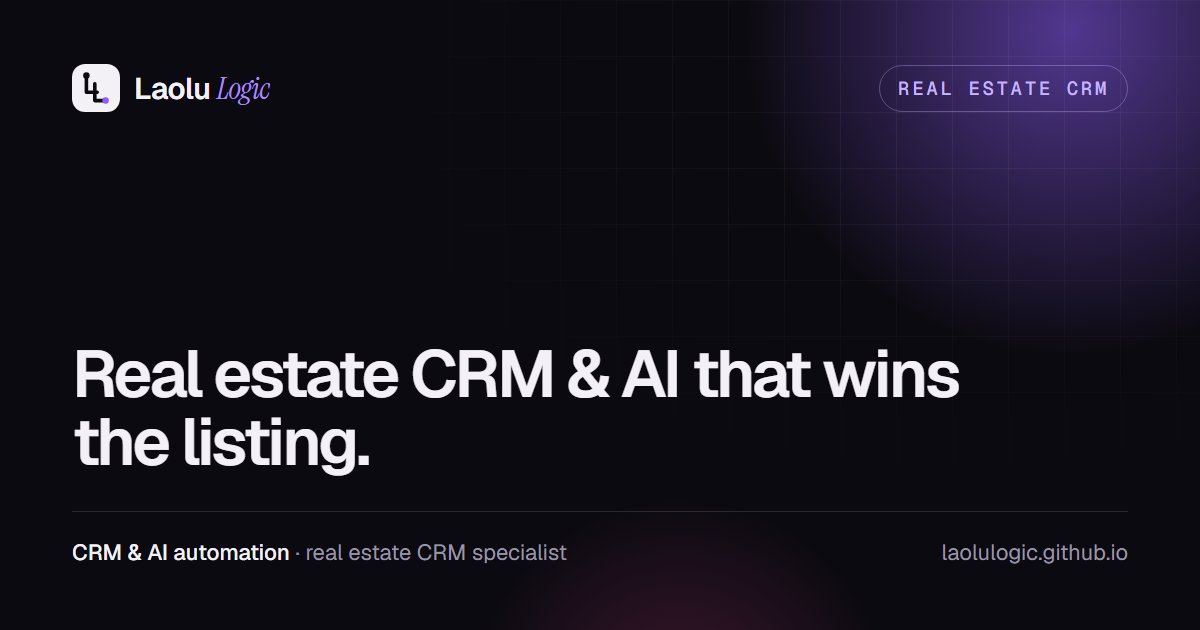 Laolu Logic
REAL ESTATE CRM
Real estate CRM & AI that wins
the listing.
CRM & AI automation · real estate CRM specialist
laolulogic.github.io